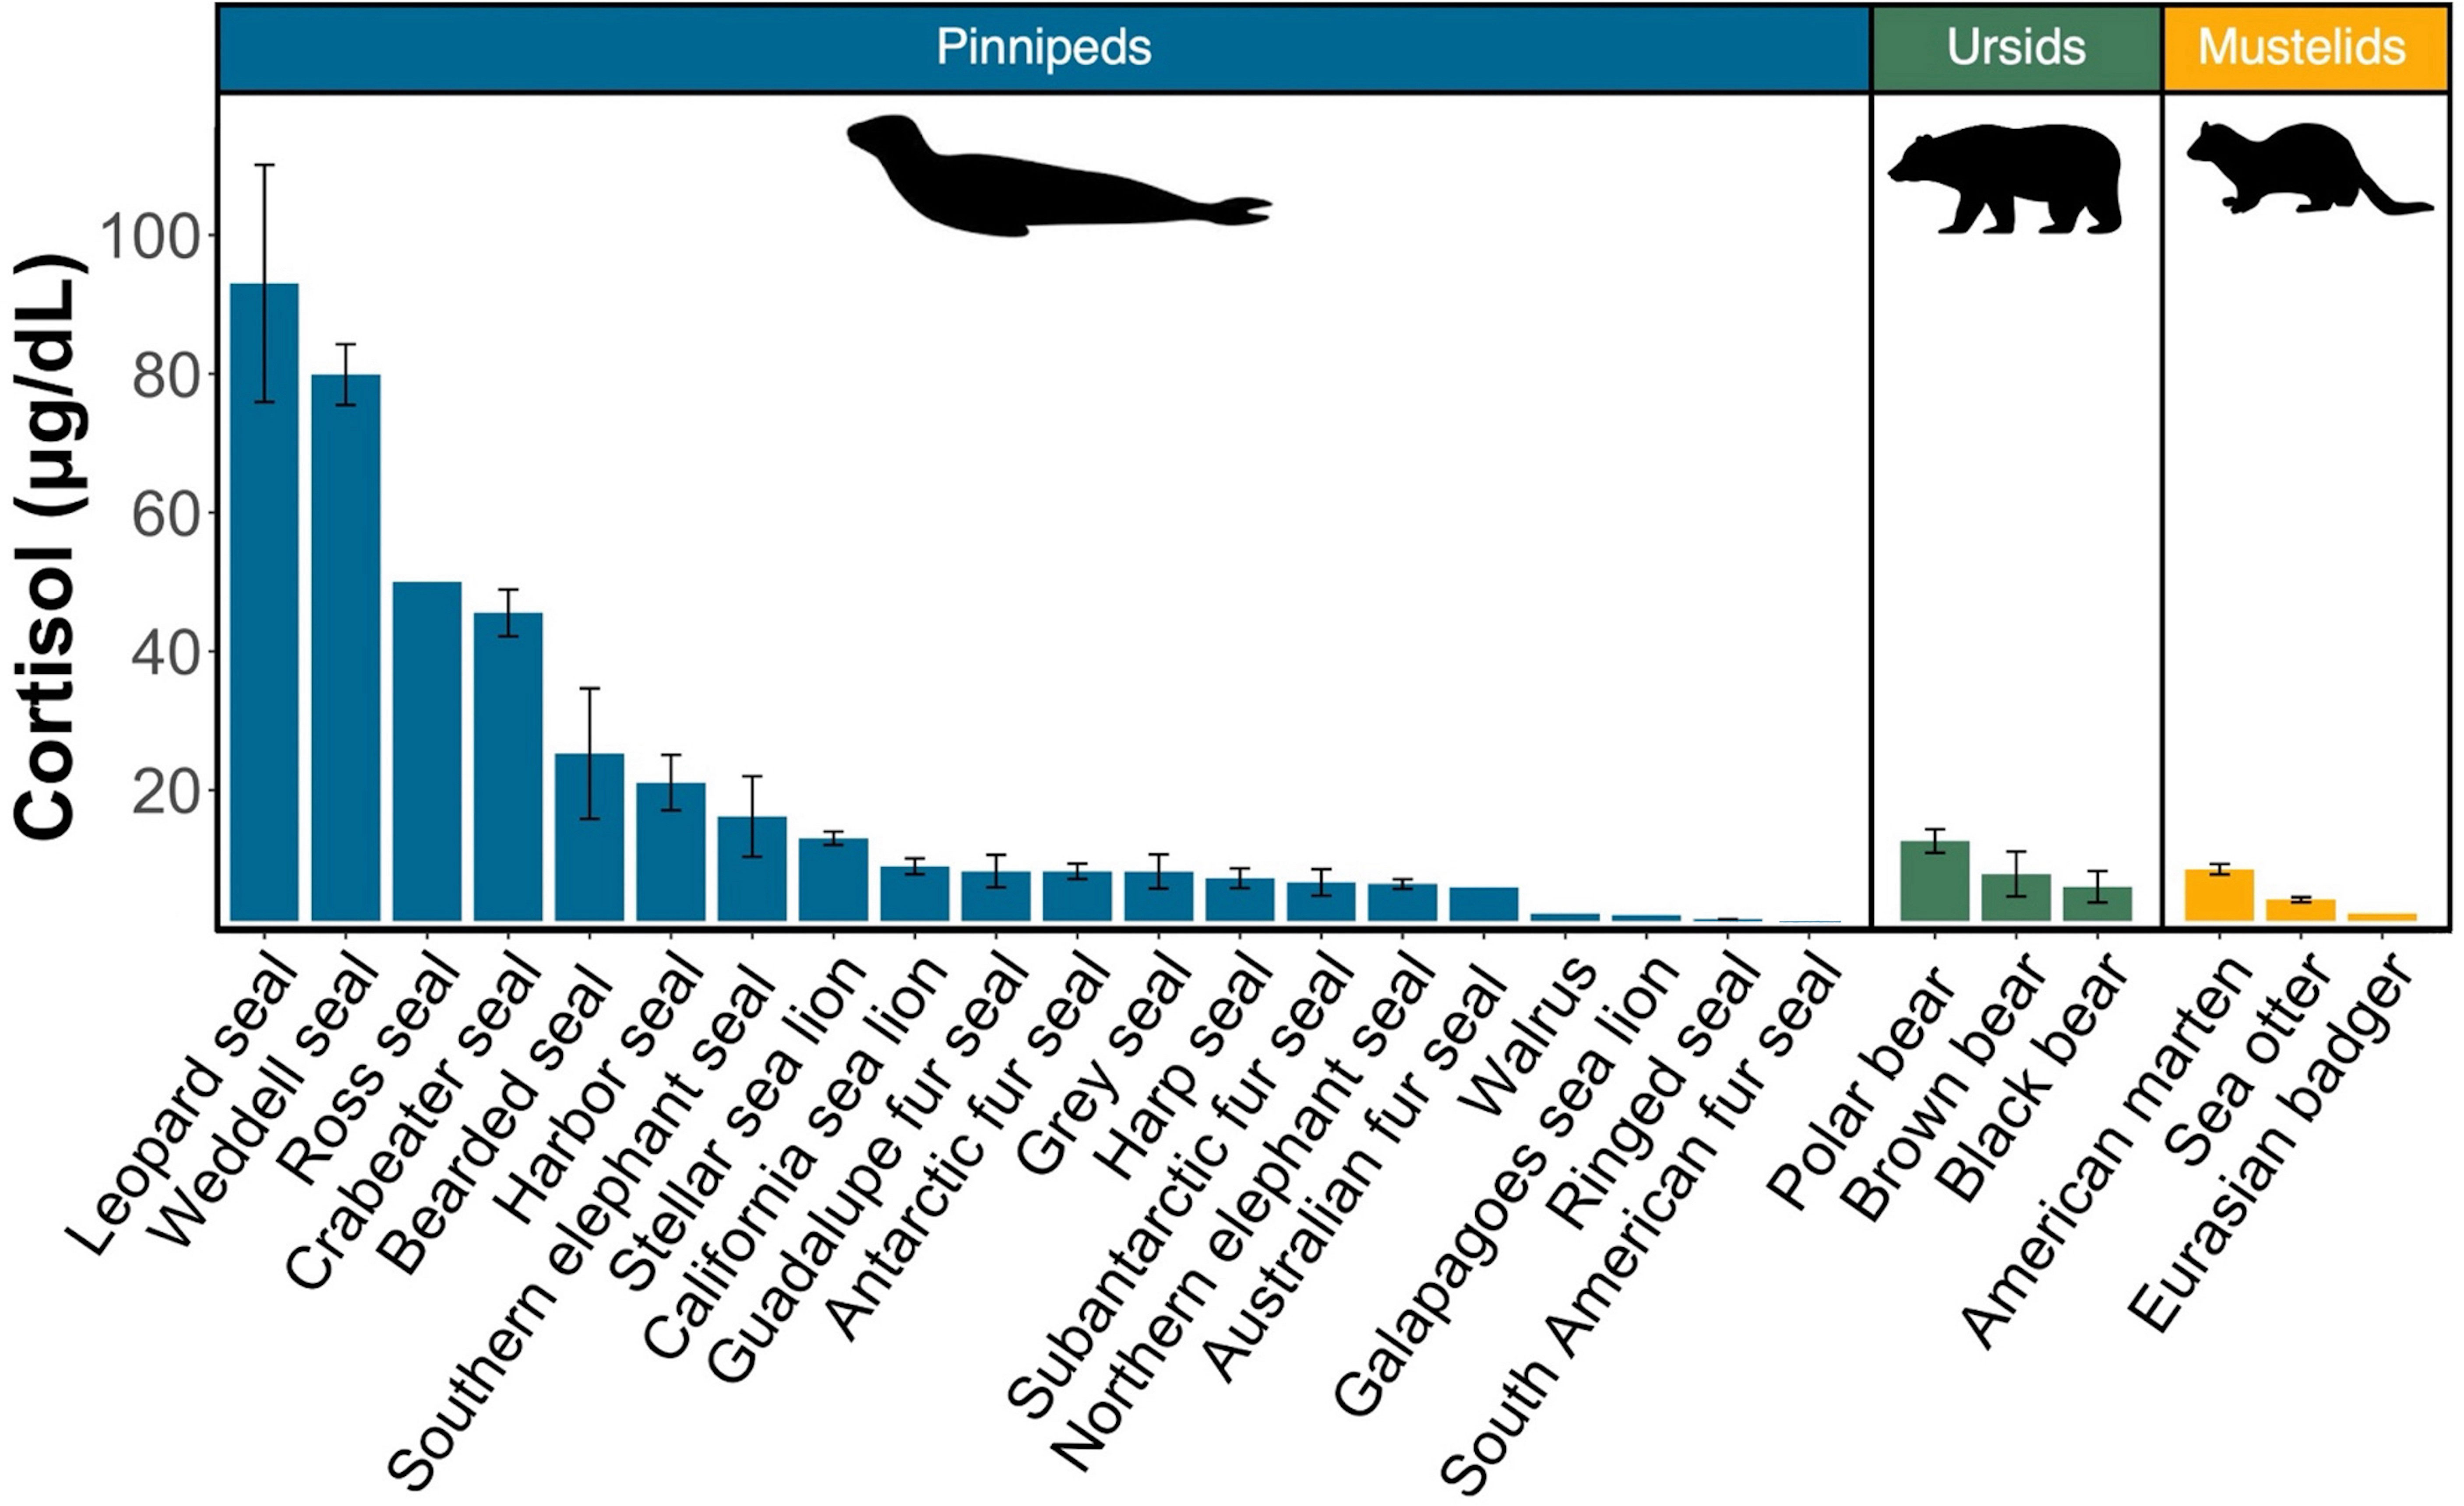 Pinnipeds
Ursids
Mustelids
Cortisol (µg/dL)
100
80
60
40
20
Leopard seal
Weddell seal
Ross seal
Crabeater seal
Bearded seal
Harbor seal
Southern elephant seal
Stellar sea lion
California sea lion
Guadalupe fur seal
Antarctic fur seal
Grey seal
Harp seal
Subantarctic fur seal
Northern elephant seal
Australian fur seal
Walrus
Galapagoes sea lion
Ringed seal
South American fur seal
Polar bear
Brown bear
Black bear
American marten
Sea otter
Eurasian badger